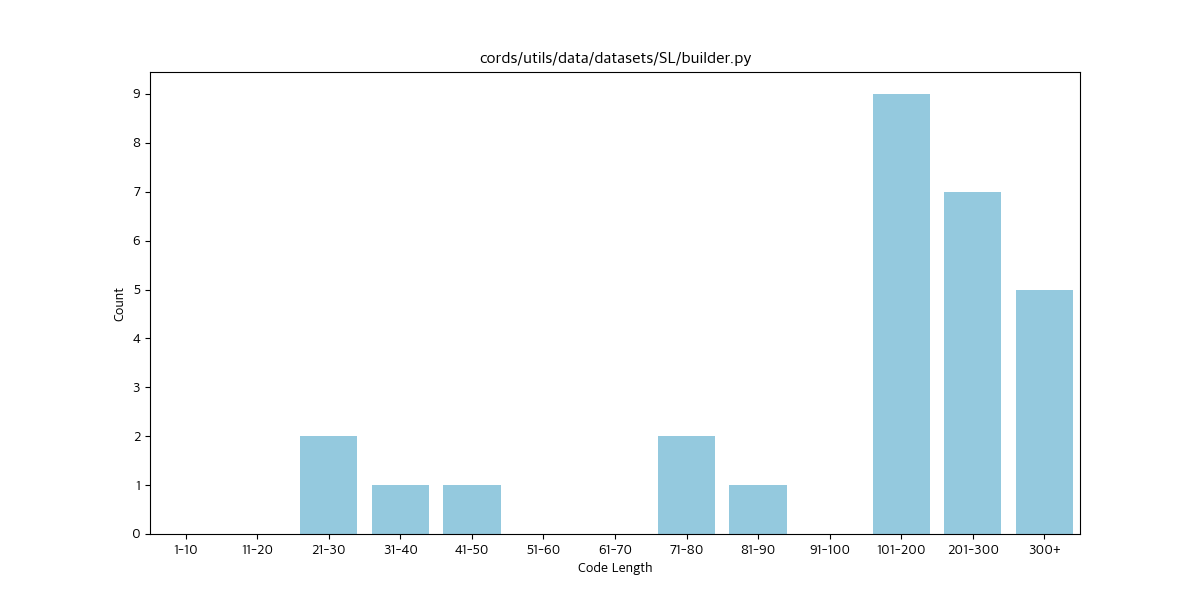 cords/utils/data/datasets/SL/builder.py
9
8
7
6
5
4
3
2
1
0
Count
1-10 11-20 21-30 31-40 41-50 51-60 61-70 71-80 81-90 91-100 101-200 201-300 300+
Code Length